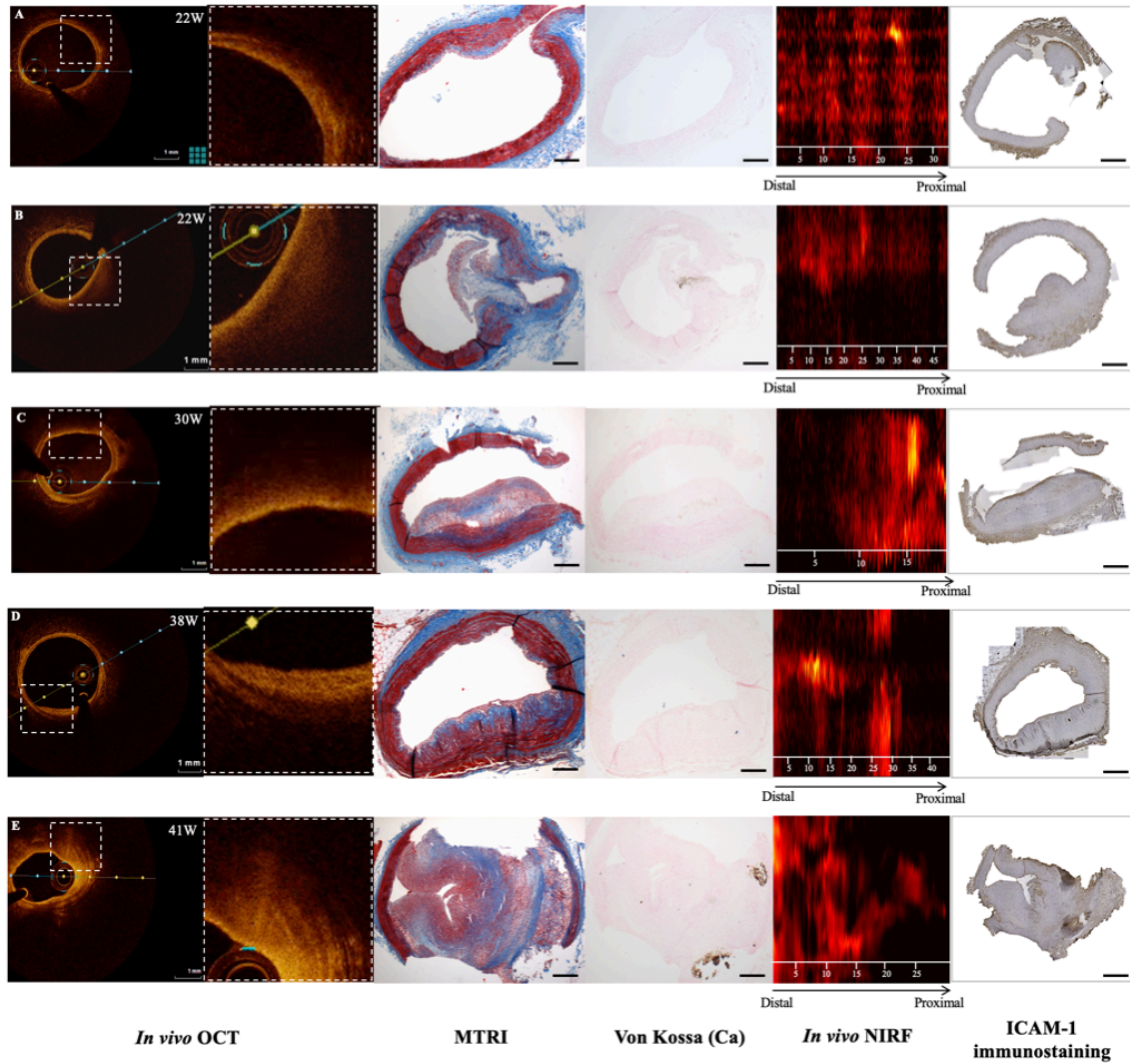 A
22W
1 mm
5 10 15 20 25 30
Distal Proximal
B
22W
1 mm
5 10 15 20 25 30 35 40 45
Distal Proximal
C
30W
1 mm
5 10 15
Distal Proximal
D
38W
1 mm
5 10 15 20 25 30 35 40
Distal Proximal
E
41W
1 mm
5 10 15 20 25
Distal Proximal
In vivo OCT MTRI Von Kossa (Ca) In vivo NIRF ICAM-1
immunostaining